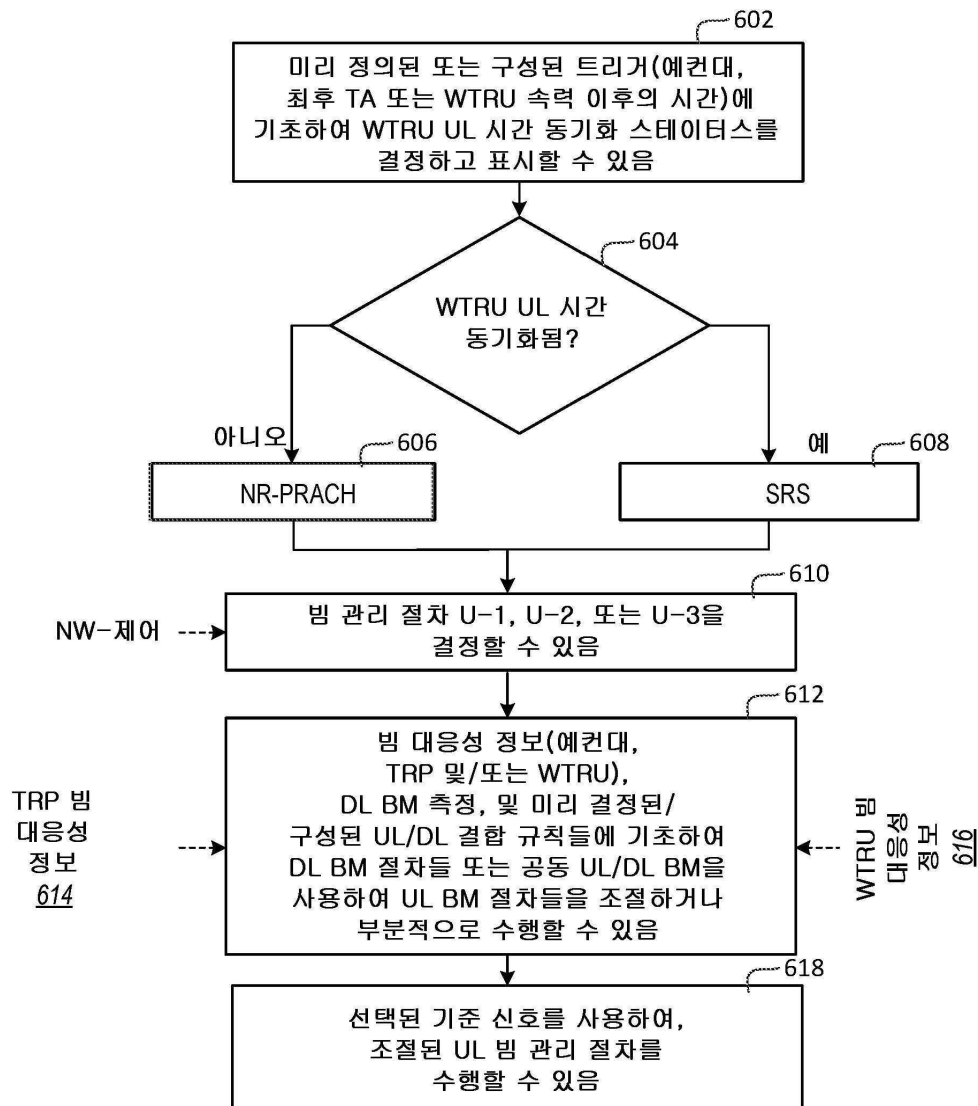 602
미리 정의된 또는 구성된 트리거(예컨대,
최후 TA 또는 WTRU 속력 이후의 시간)에
기초하여 WTRU UL 시간 동기화 스테이터스를
결정하고 표시할 수 있음
604
WTRU UL 시간
동기화됨?
아니오
606
NR-PRACH
예
608
SRS
610
NW-제어
빔 관리 절차 U-1, U-2, 또는 U-3을
결정할 수 있음
612
빔 대응성 정보(예컨대,
TRP 및/또는 WTRU),
DL BM 측정, 및 미리 결정된/
구성된 UL/DL 결합 규칙들에 기초하여
DL BM 절차들 또는 공동 UL/DL BM을
사용하여 UL BM 절차들을 조절하거나
부분적으로 수행할 수 있음
TRP 빔
대응성
정보
614
WTRU 빔
대응성
정보
616
618
선택된 기준 신호를 사용하여,
조절된 UL 빔 관리 절차를
수행할 수 있음